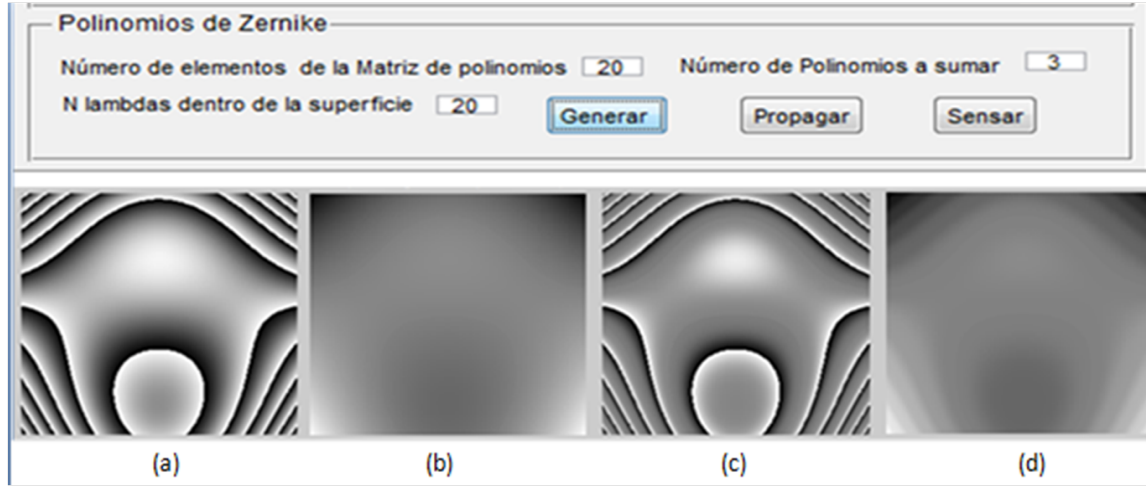 Polinomios de Zernike
Número de elementos de la Matriz de polinomios 20 Número de Polinomios a sumar 3
N lambdas dentro de la superficie 20 Generar Propagar Sensar
(a) (b) (c) (d)